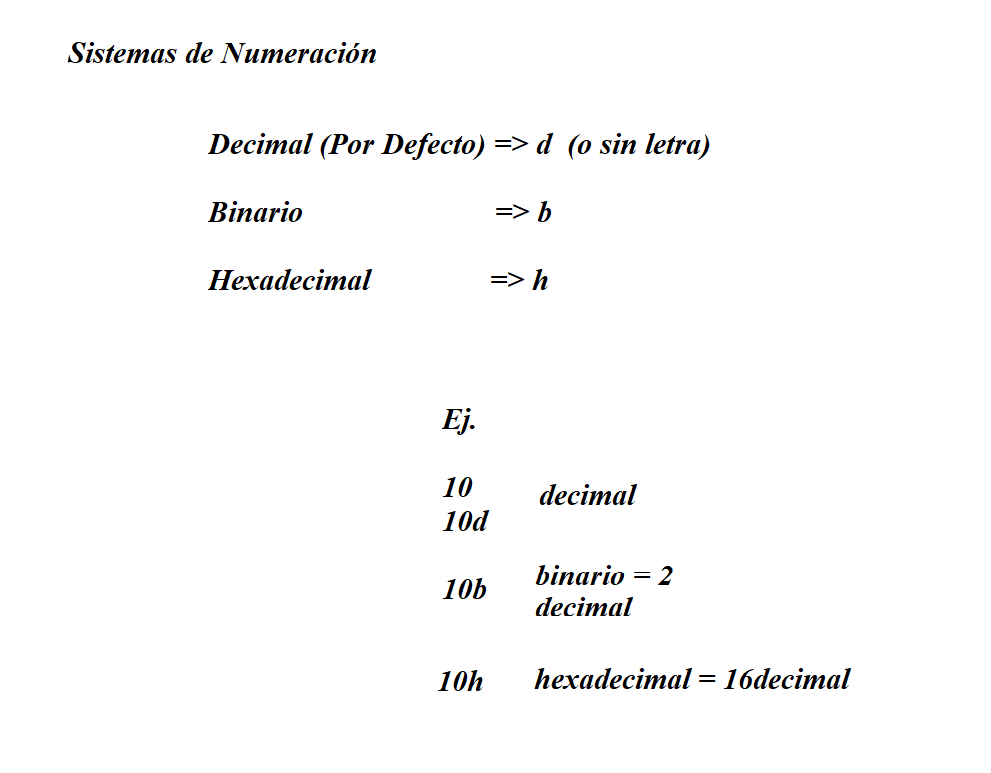 Sistemas de Numeración
Decimal (Por Defecto) => d (o sin letra)
Binario => b
Hexadecimal => h
Ej.
10
10d
decimal
10b
binario = 2
decimal
10h hexadecimal = 16decimal